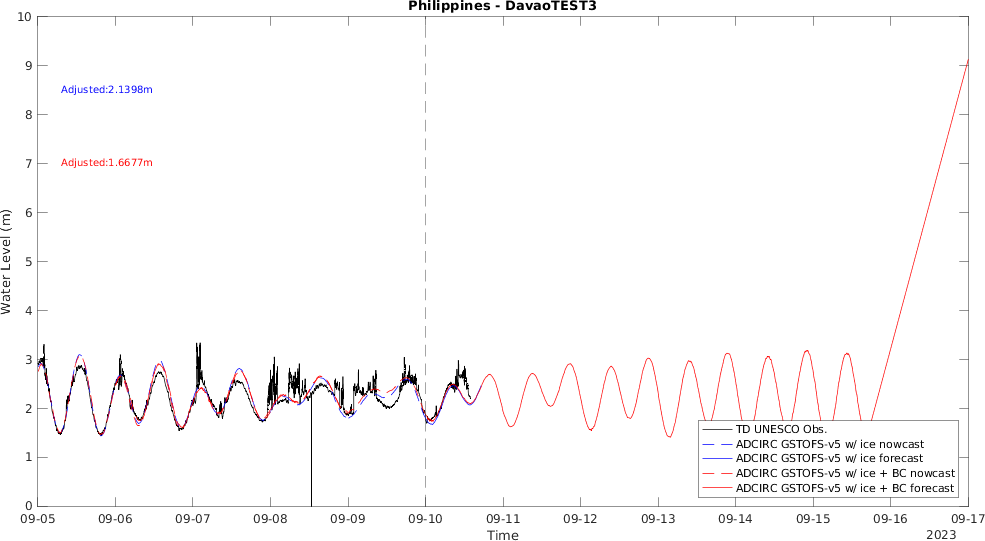 Philippines - DavaoTEST3
10
9
Adjusted:2.1398m
8
7
Adjusted:1.6677m
6
5
4
3
2
1
0
Water Level (m)
TD UNESCO Obs.
ADCIRC GSTOFS-v5 w/ ice nowcast
ADCIRC GSTOFS-v5 w/ ice forecast
ADCIRC GSTOFS-v5 w/ ice + BC nowcast
ADCIRC GSTOFS-v5 w/ ice + BC forecast
09-05 09-06 09-07 09-08 09-09 09-10 09-11 09-12 09-13 09-14 09-15 09-16 09-17
Time
2023